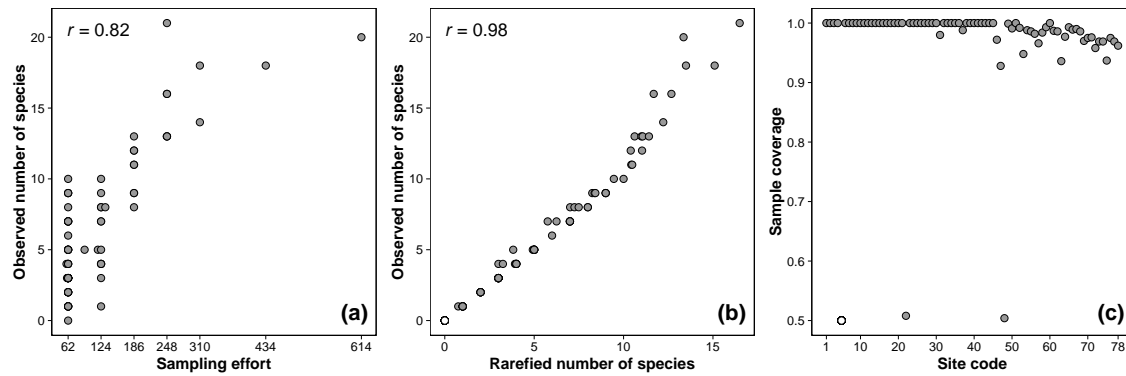 r = 0.82
20
15
10
5
0
Observed number of species
62 124 186 248 310 434 614
Sampling effort
(a)
r = 0.98
20
15
10
5
0
Observed number of species
0 5 10 15
Rarefied number of species
(b)
1.0
0.9
0.8
0.7
0.6
0.5
Sample coverage
1 10 20 30 40 50 60 70 78
Site code
(c)